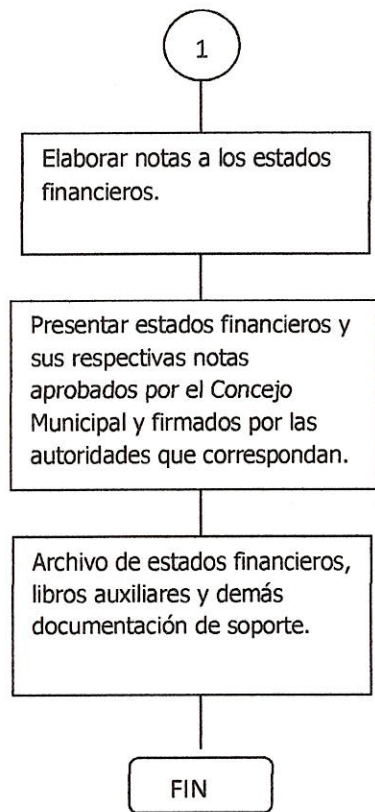 1
Elaborar notas a los estados
financieros.
Presentar estados financieros y
sus respectivas notas
aprobados por el Concejo
Municipal y firmados por las
autoridades que correspondan.
Archivo de estados financieros,
libros auxiliares y demás
documentación de soporte.
FIN